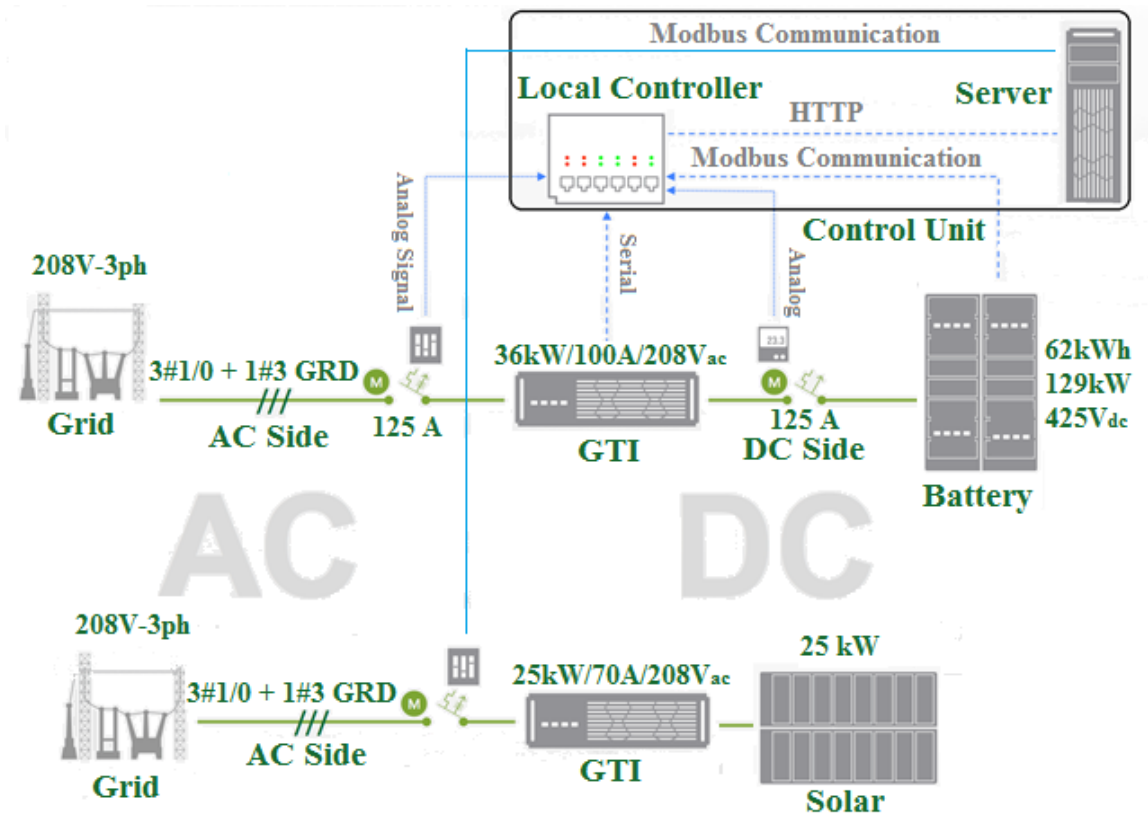 Modbus Communication
Local Controller
Server
HTTP
Modbus Communication
Analog Signal
Serial
Analog
Control Unit
208V-3ph
23.3
36kW/100A/208Vac
62kWh
129kW
425Vdc
3#1/0 + 1#3 GRD
M
M
Grid
AC Side
125 A
GTI
125 A
DC Side
Battery
AC
DC
208V-3ph
25 kW
25kW/70A/208Vac
3#1/0 + 1#3 GRD
M
AC Side
Grid
GTI
Solar